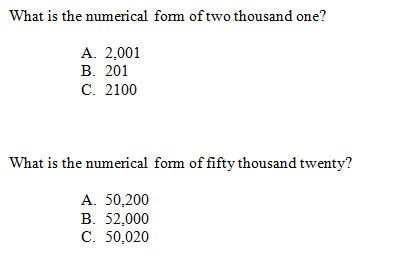 What is the numerical form of two thousand one?
A. 2,001
B. 201
C. 2100
What is the numerical form of fifty thousand twenty?
A. 50,200
B. 52,000
C. 50,020